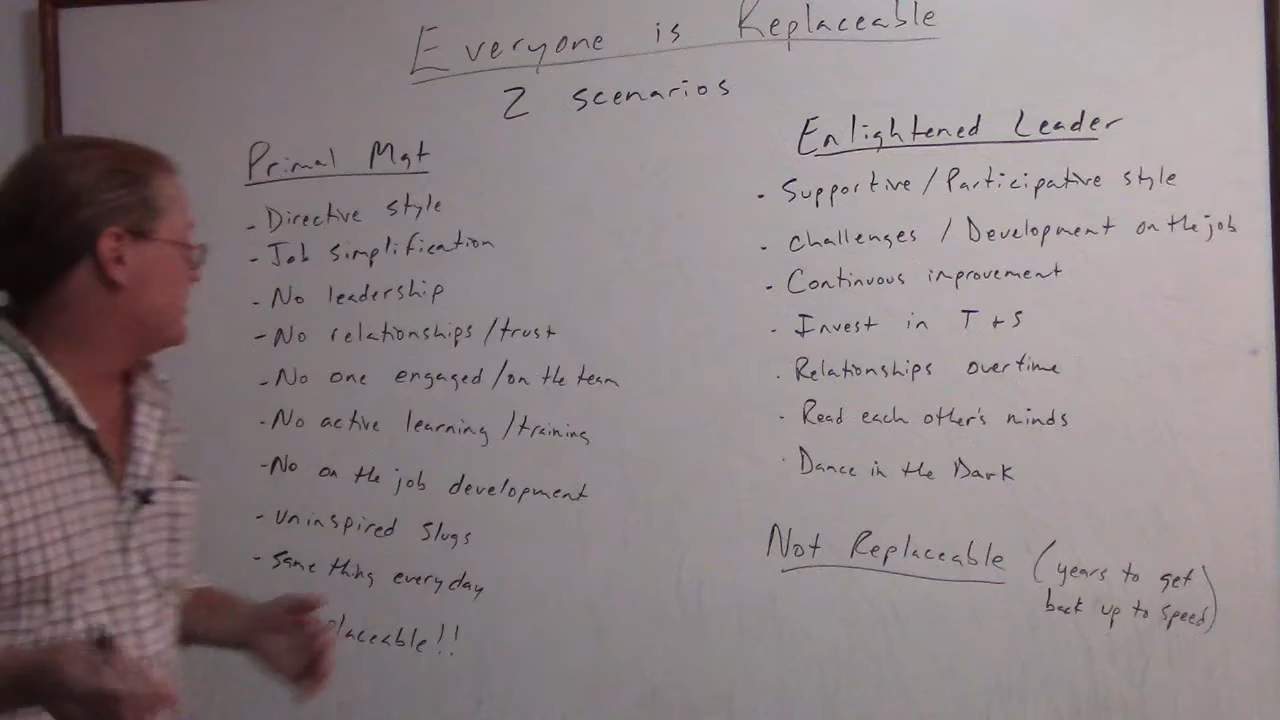 Everyone is Replaceable
2 scenarios
Primal Mgt
- Directive style
- Job simplification
- No leadership
- No relationships/trust
- No one engaged/on the team
- No active learning/training
- No on the job development
- Uninspired Slugs
- Same thing everyday
placeable!!
Enlightened Leader
- Supportive/Participative style
- Challenges / Development on the job
- Continuous improvement
- Invest in T+S
- Relationships overtime
- Read each other's minds
- Dance in the Dark
Not Replaceable (years to get
back up to speed)